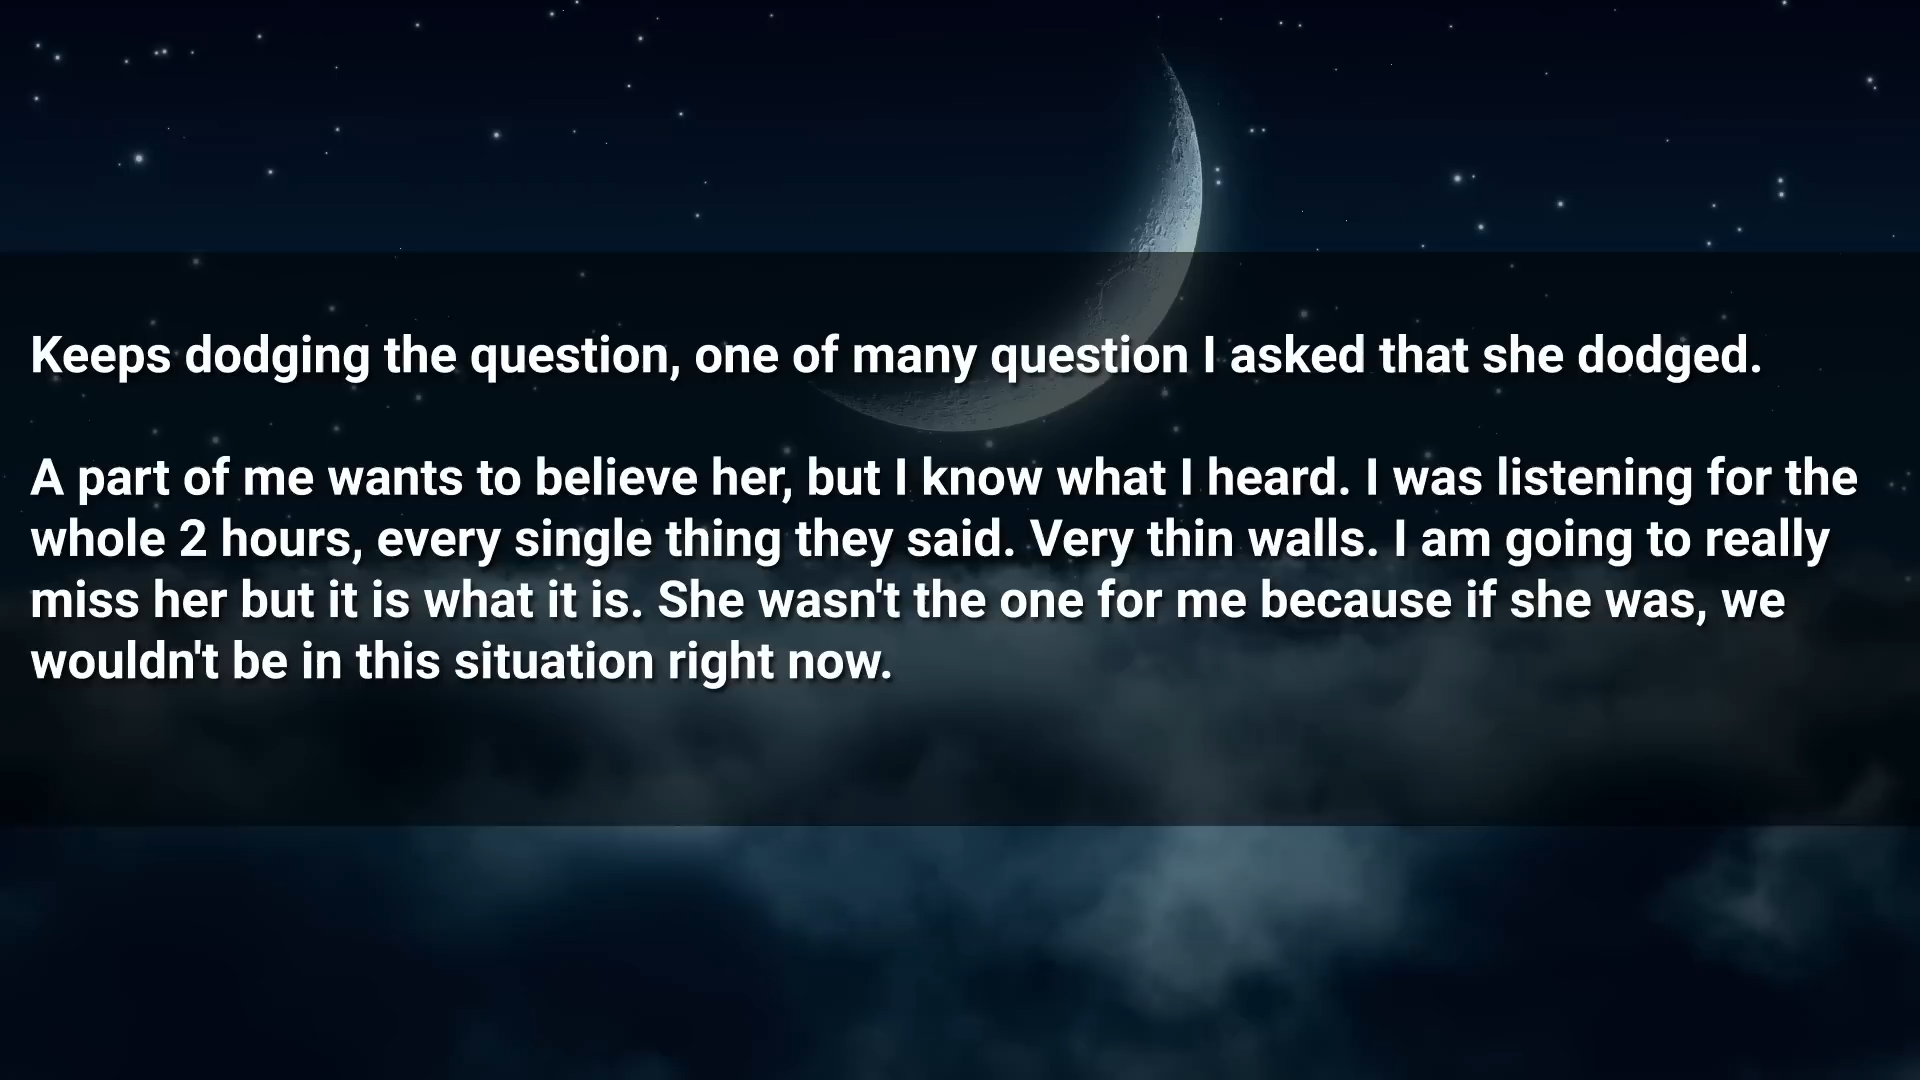 Keeps dodging the question, one of many question I asked that she dodged.
A part of me wants to believe her, but I know what I heard. I was listening for the
whole 2 hours, every single thing they said. Very thin walls. I am going to really
miss her but it is what it is. She wasn't the one for me because if she was, we
wouldn't be in this situation right now.